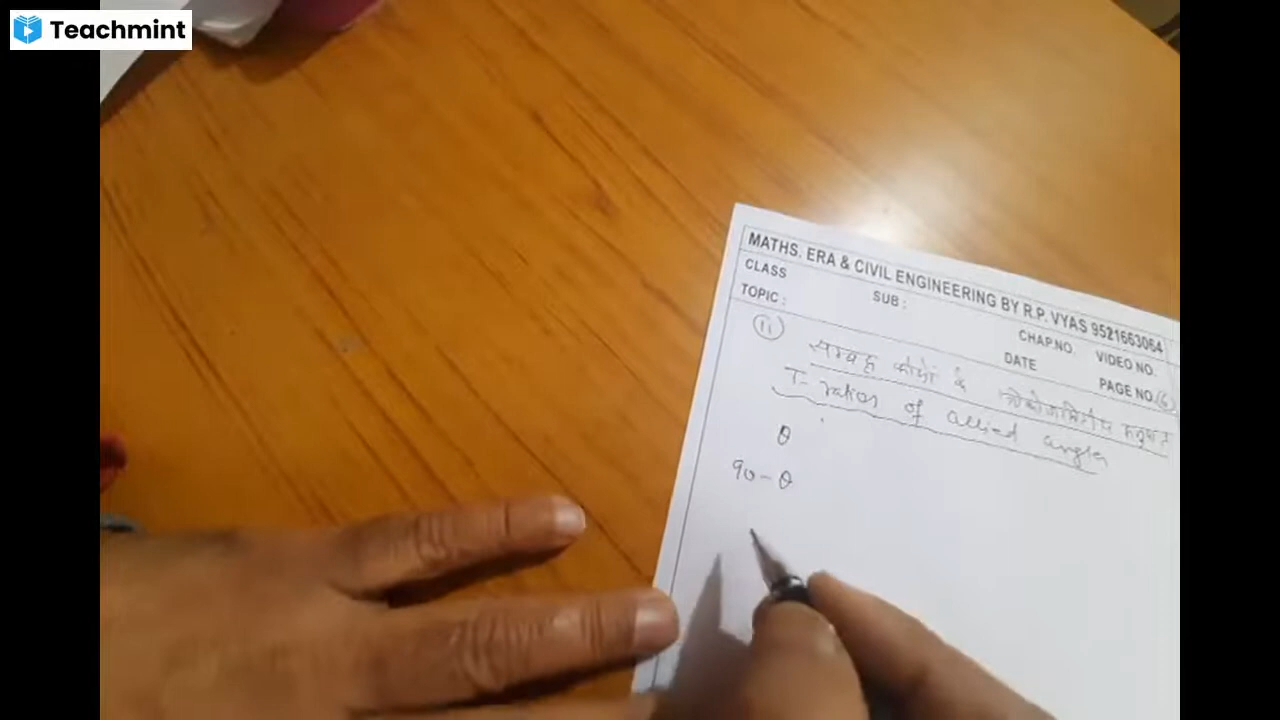 Teachmint
MATHS. ERA & CIVIL ENGINEERING BY R.P. VYAS 9521663064
CLASS SUB : CHAP.NO. VIDEO NO.
TOPIC : DATE PAGE NO. (6)
(11) सम्बद्ध कोणों के त्रिकोणमितीय अनुपात
T-ratios of allied angles
θ
90-θ